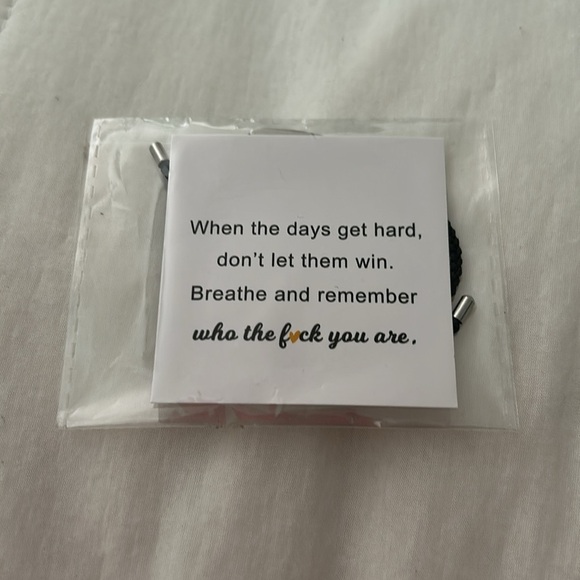 When the days get hard,
don't let them win.
Breathe and remember
who the f♥ck you are.